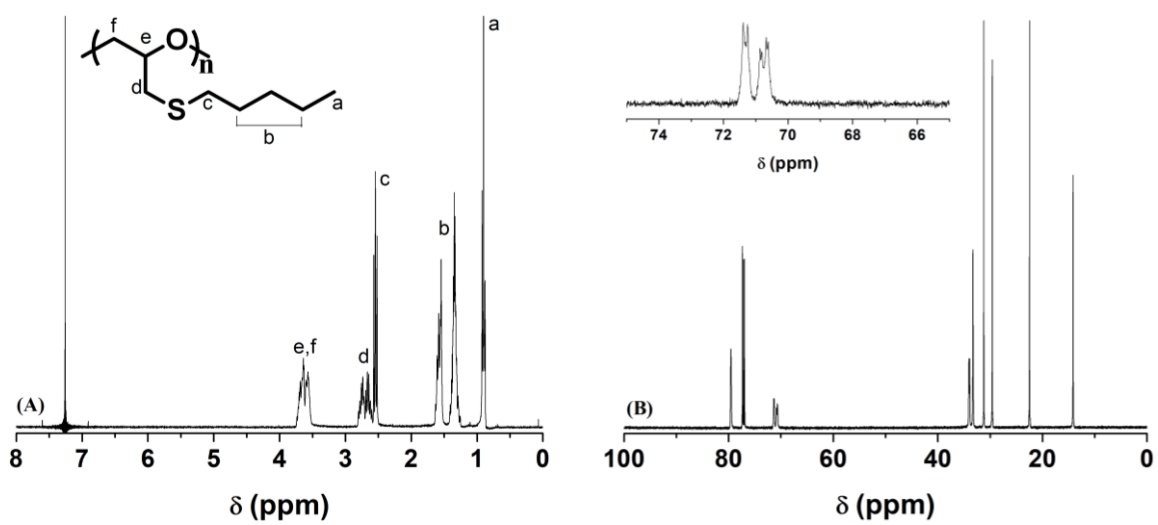 f
e
O
n
d
S
c
a
b
a
c
b
e,f
d
(A)
8 7 6 5 4 3 2 1 0
δ (ppm)
74 72 70 68 66
δ (ppm)
(B)
100 80 60 40 20 0
δ (ppm)